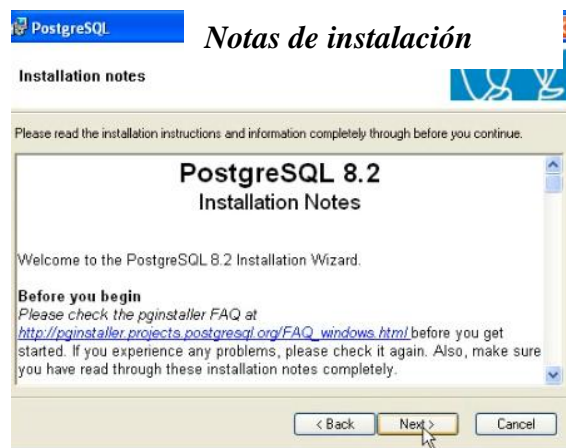 PostgreSQL
Notas de instalación
Installation notes
Please read the installation instructions and information completely through before you continue.
PostgreSQL 8.2
Installation Notes
Welcome to the PostgreSQL 8.2 Installation Wizard.
Before you begin
Please check the pginstaller FAQ at
http://pginstaller.projects.postgresql.org/FAQ_windows.html before you get
started. If you experience any problems, please check it again. Also, make sure
you have read through these installation notes completely.
< Back
Next >
Cancel